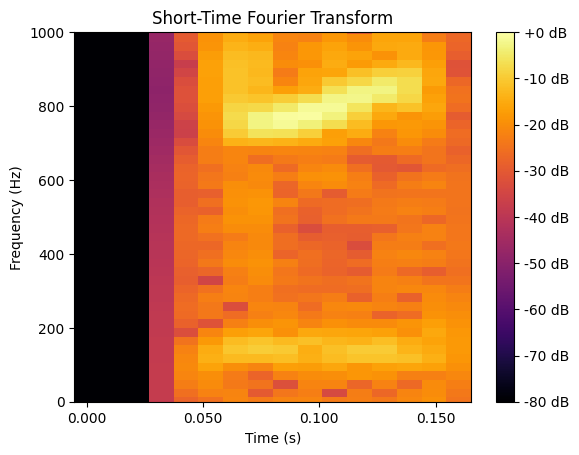 Short-Time Fourier Transform
1000
800
600
400
200
0
Frequency (Hz)
0.000
0.050
0.100
0.150
Time (s)
+0 dB
-10 dB
-20 dB
-30 dB
-40 dB
-50 dB
-60 dB
-70 dB
-80 dB